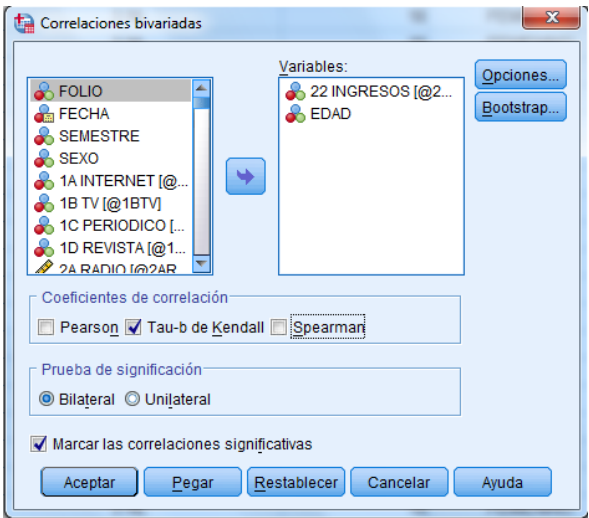 Correlaciones bivariadas
Variables:
FOLIO
FECHA
SEMESTRE
SEXO
1A INTERNET [@...
1B TV [@1BTV]
1C PERIODICO [...
1D REVISTA [@1...
2A RADIO [@2AR...
22 INGRESOS [@2...
EDAD
Opciones...
Bootstrap...
Coeficientes de correlación
Pearson Tau-b de Kendall Spearman
Prueba de significación
Bilateral Unilateral
Marcar las correlaciones significativas
Aceptar Pegar Restablecer Cancelar Ayuda